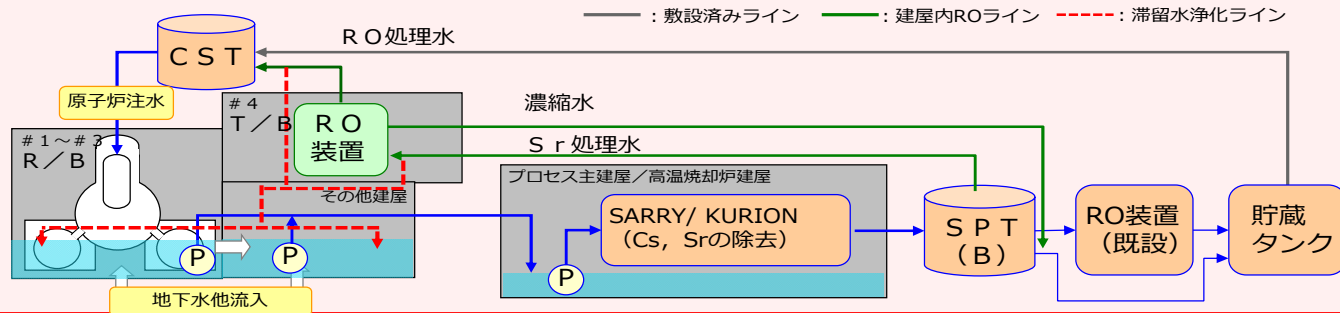 ：敷設済みライン　：建屋内ROライン　：滞留水浄化ライン
ＲＯ処理水
ＣＳＴ
原子炉注水
＃4
Ｔ／Ｂ
ＲＯ
装置
濃縮水
Ｓｒ処理水
＃1～＃3
Ｒ／Ｂ
その他建屋
プロセス主建屋／高温焼却炉建屋
SARRY/ KURION
（Cs，Srの除去）
ＳＰＴ
（Ｂ）
RO装置
（既設）
貯蔵
タンク
P
P
P
地下水他流入